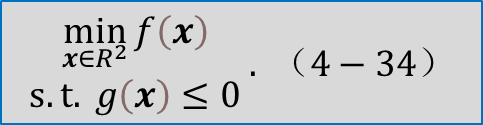 min f(x)
x∈R²
s.t. g(x) ≤ 0 . （4 − 34）